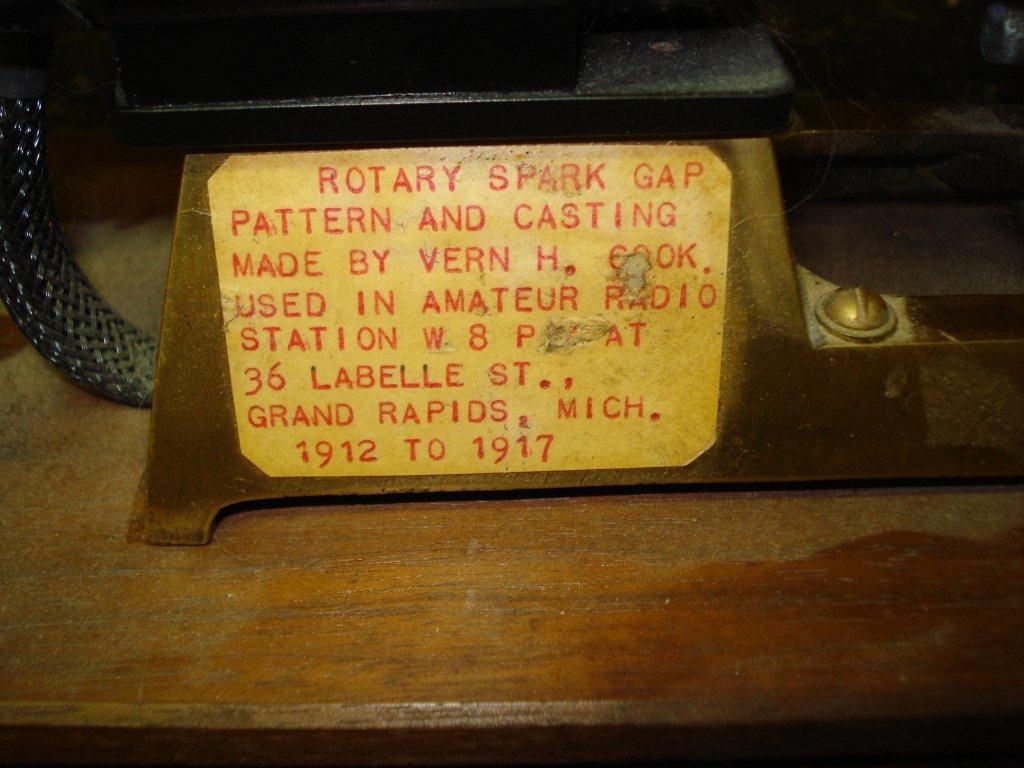 ROTARY SPARK GAP
PATTERN AND CASTING
MADE BY VERN H. COOK.
USED IN AMATEUR RADIO
STATION W 8 AT
36 LABELLE ST.,
GRAND RAPIDS, MICH.
1912 TO 1917